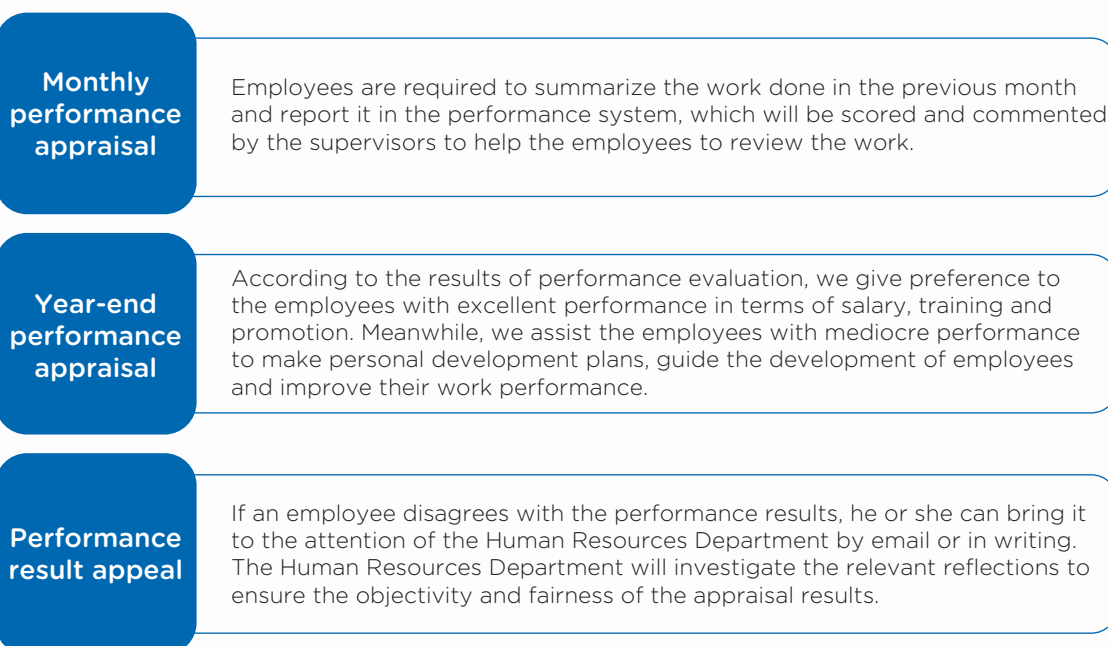 Monthly
performance
appraisal
Employees are required to summarize the work done in the previous month
and report it in the performance system, which will be scored and commented
by the supervisors to help the employees to review the work.
Year-end
performance
appraisal
According to the results of performance evaluation, we give preference to
the employees with excellent performance in terms of salary, training and
promotion. Meanwhile, we assist the employees with mediocre performance
to make personal development plans, guide the development of employees
and improve their work performance.
Performance
result appeal
If an employee disagrees with the performance results, he or she can bring it
to the attention of the Human Resources Department by email or in writing.
The Human Resources Department will investigate the relevant reflections to
ensure the objectivity and fairness of the appraisal results.